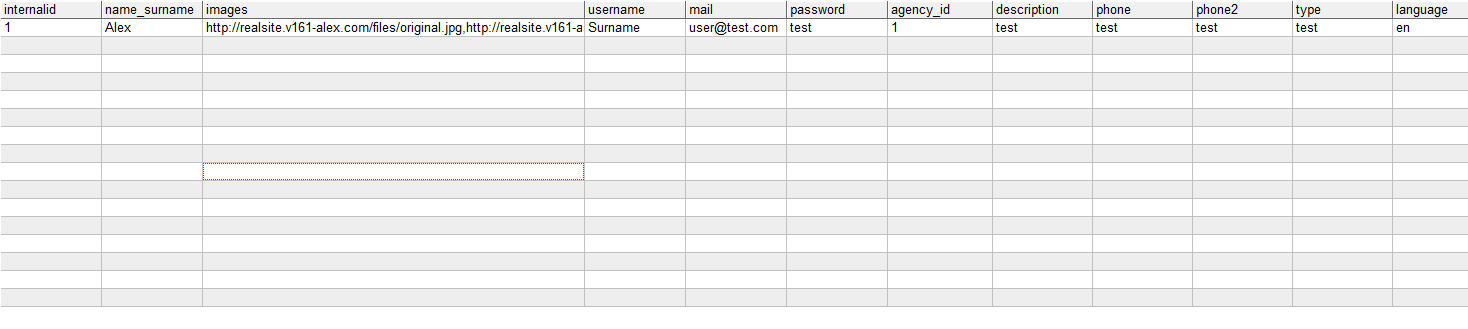 internalid name_surname images username mail password agency_id description phone phone2 type language
1 Alex http://realsite.v161-alex.com/files/original.jpg,http://realsite.v161-a Surname user@test.com test 1 test test test test en